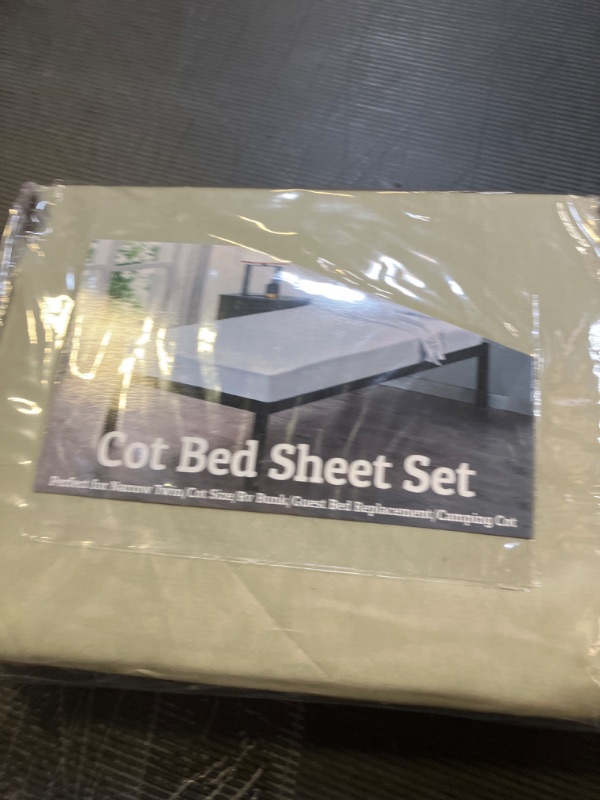 Cot Bed Sheet Set
Perfect for Narrow Twin, Cot Size, Rv Bunk, Guest Bed Replacement, Camping Cot